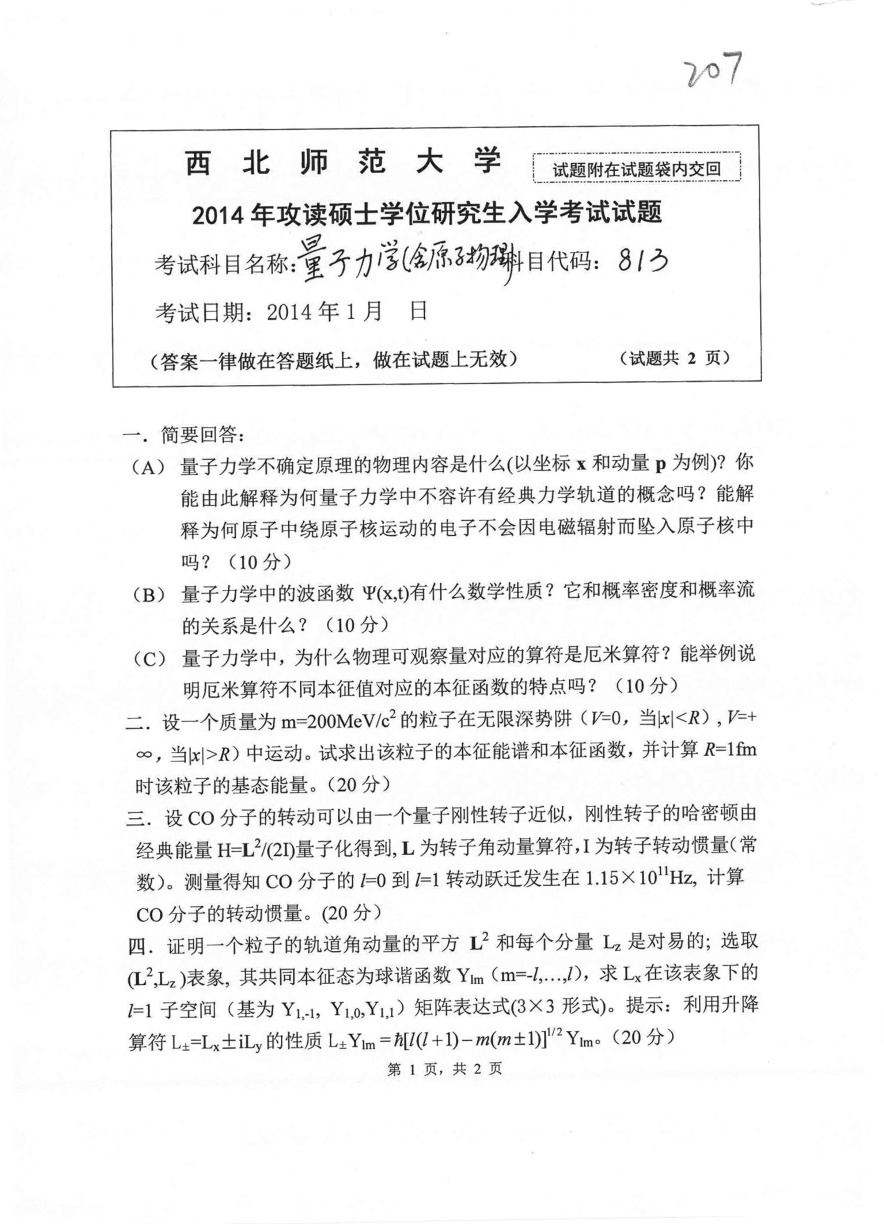 207
西 北 师 范 大 学 试题附在试题袋内交回
2014 年攻读硕士学位研究生入学考试试题
考试科目名称:量子力学(含原子物理)科目代码: 813
考试日期: 2014 年 1 月 日
(答案一律做在答题纸上,做在试题上无效) (试题共 2 页)
一.简要回答:
(A) 量子力学不确定原理的物理内容是什么(以坐标 x 和动量 p 为例)? 你
能由此解释为何量子力学中不容许有经典力学轨道的概念吗? 能解
释为何原子中绕原子核运动的电子不会因电磁辐射而坠入原子核中
吗? (10 分)
(B) 量子力学中的波函数 Ψ(x,t)有什么数学性质? 它和概率密度和概率流
的关系是什么? (10 分)
(C) 量子力学中,为什么物理可观察量对应的算符是厄米算符? 能举例说
明厄米算符不同本征值对应的本征函数的特点吗? (10 分)
二.设一个质量为 m=200MeV/c² 的粒子在无限深势阱(V=0,当|x|<R), V=+
∞,当|x|>R)中运动。试求出该粒子的本征能谱和本征函数,并计算 R=1fm
时该粒子的基态能量。(20 分)
三.设 CO 分子的转动可以由一个量子刚性转子近似,刚性转子的哈密顿由
经典能量 H=L²/(2I)量子化得到, L 为转子角动量算符,I 为转子转动惯量(常
数)。测量得知 CO 分子的 l=0 到 l=1 转动跃迁发生在 1.15×10¹¹Hz, 计算
CO 分子的转动惯量。(20 分)
四.证明一个粒子的轨道角动量的平方 L² 和每个分量 Lz 是对易的; 选取
(L²,Lz )表象, 其共同本征态为球谐函数 Ylm(m=-l,…,l),求 Lx 在该表象下的
l=1 子空间(基为 Y1,-1, Y1,0,Y1,1)矩阵表达式(3×3 形式)。提示:利用升降
算符 L±=Lx±iLy 的性质 L±Ylm =ħ[l(l+1)−m(m±1)]^1/2 Ylm。(20 分)
第 1 页,共 2 页